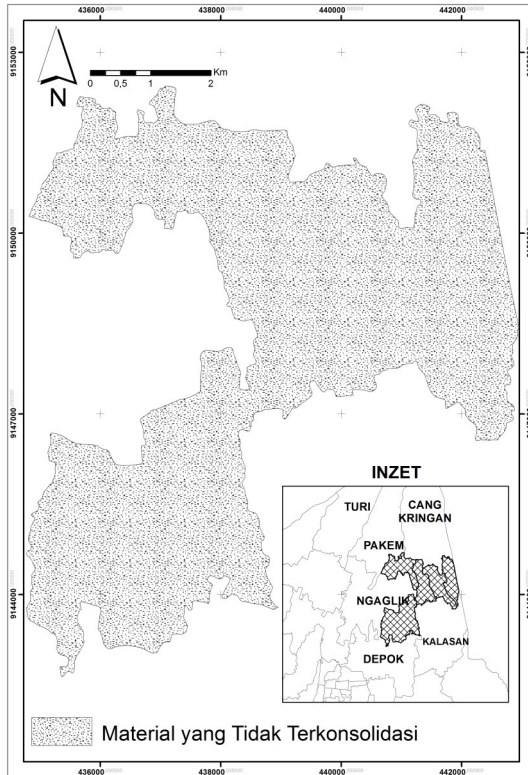 436000 438000 440000 442000
9153000
N
Km
0 0,5 1 2
9150000
9147000
9144000
INZET
TURI
CANG
KRINGAN
PAKEM
NGAGLIK
KALASAN
DEPOK
Material yang Tidak Terkonsolidasi
436000 438000 440000 442000